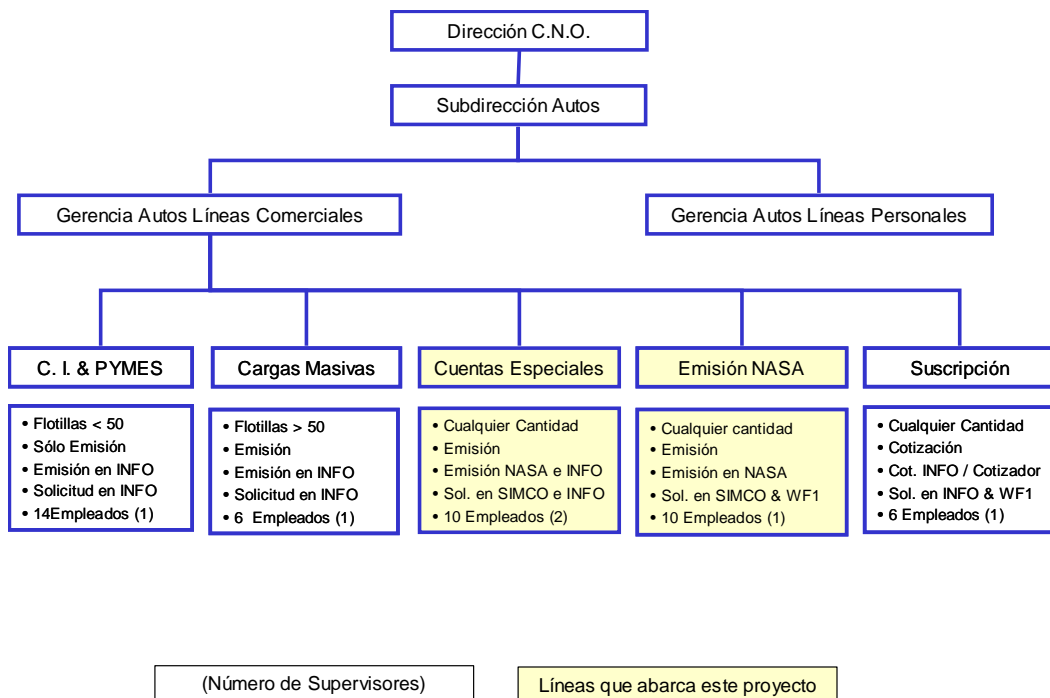 Dirección C.N.O.
Subdirección Autos
Gerencia Autos Líneas Comerciales
Gerencia Autos Líneas Personales
C. I. & PYMES
• Flotillas < 50
• Sólo Emisión
• Emisión en INFO
• Solicitud en INFO
• 14Empleados (1)
Cargas Masivas
• Flotillas > 50
• Emisión
• Emisión en INFO
• Solicitud en INFO
• 6 Empleados (1)
Cuentas Especiales
• Cualquier Cantidad
• Emisión
• Emisión NASA e INFO
• Sol. en SIMCO e INFO
• 10 Empleados (2)
Emisión NASA
• Cualquier cantidad
• Emisión
• Emisión en NASA
• Sol. en SIMCO & WF1
• 10 Empleados (1)
Suscripción
• Cualquier Cantidad
• Cotización
• Cot. INFO / Cotizador
• Sol. en INFO & WF1
• 6 Empleados (1)
(Número de Supervisores)
Líneas que abarca este proyecto